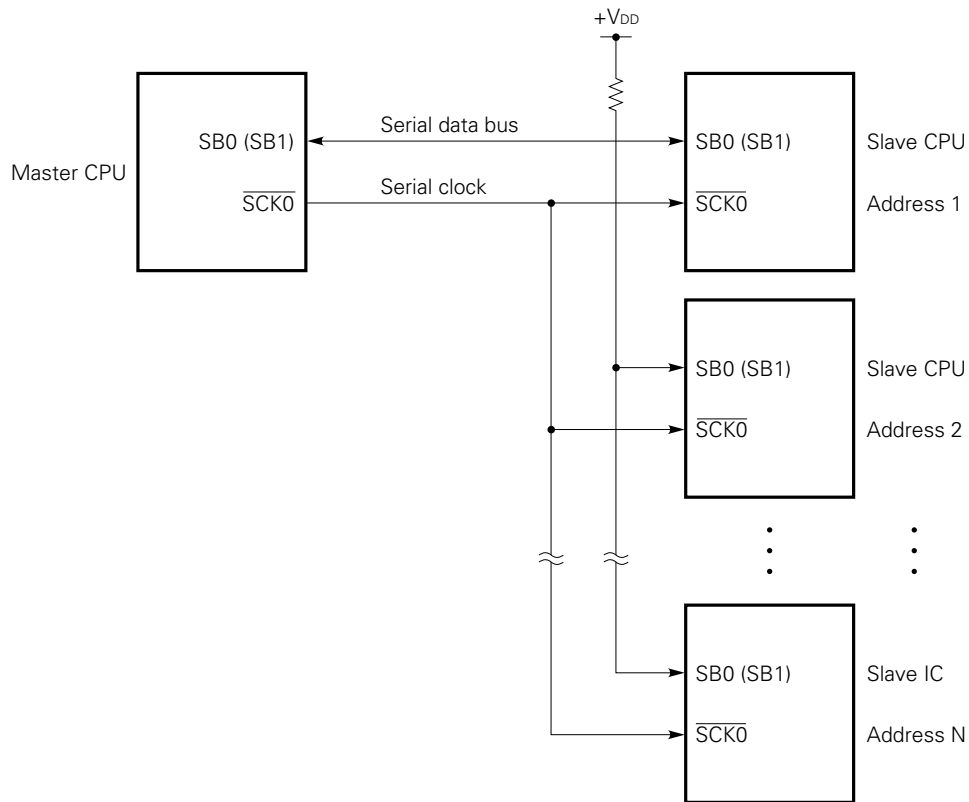 +VDD
SB0 (SB1)
Serial data bus
SB0 (SB1)
Slave CPU
Master CPU
SCK0
Serial clock
SCK0
Address 1
SB0 (SB1)
Slave CPU
SCK0
Address 2
SB0 (SB1)
Slave IC
SCK0
Address N